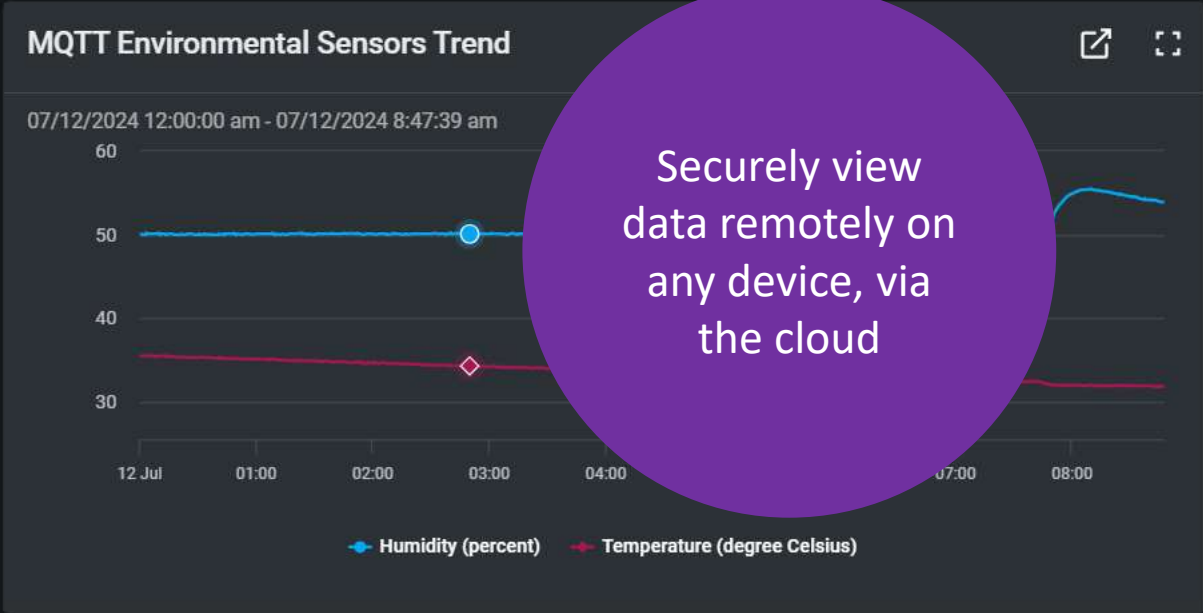 MQTT Environmental Sensors Trend
07/12/2024 12:00:00 am - 07/12/2024 8:47:39 am
Securely view
data remotely on
any device, via
the cloud
60
50
40
30
12 Jul 01:00 02:00 03:00 04:00 07:00 08:00
Humidity (percent) Temperature (degree Celsius)